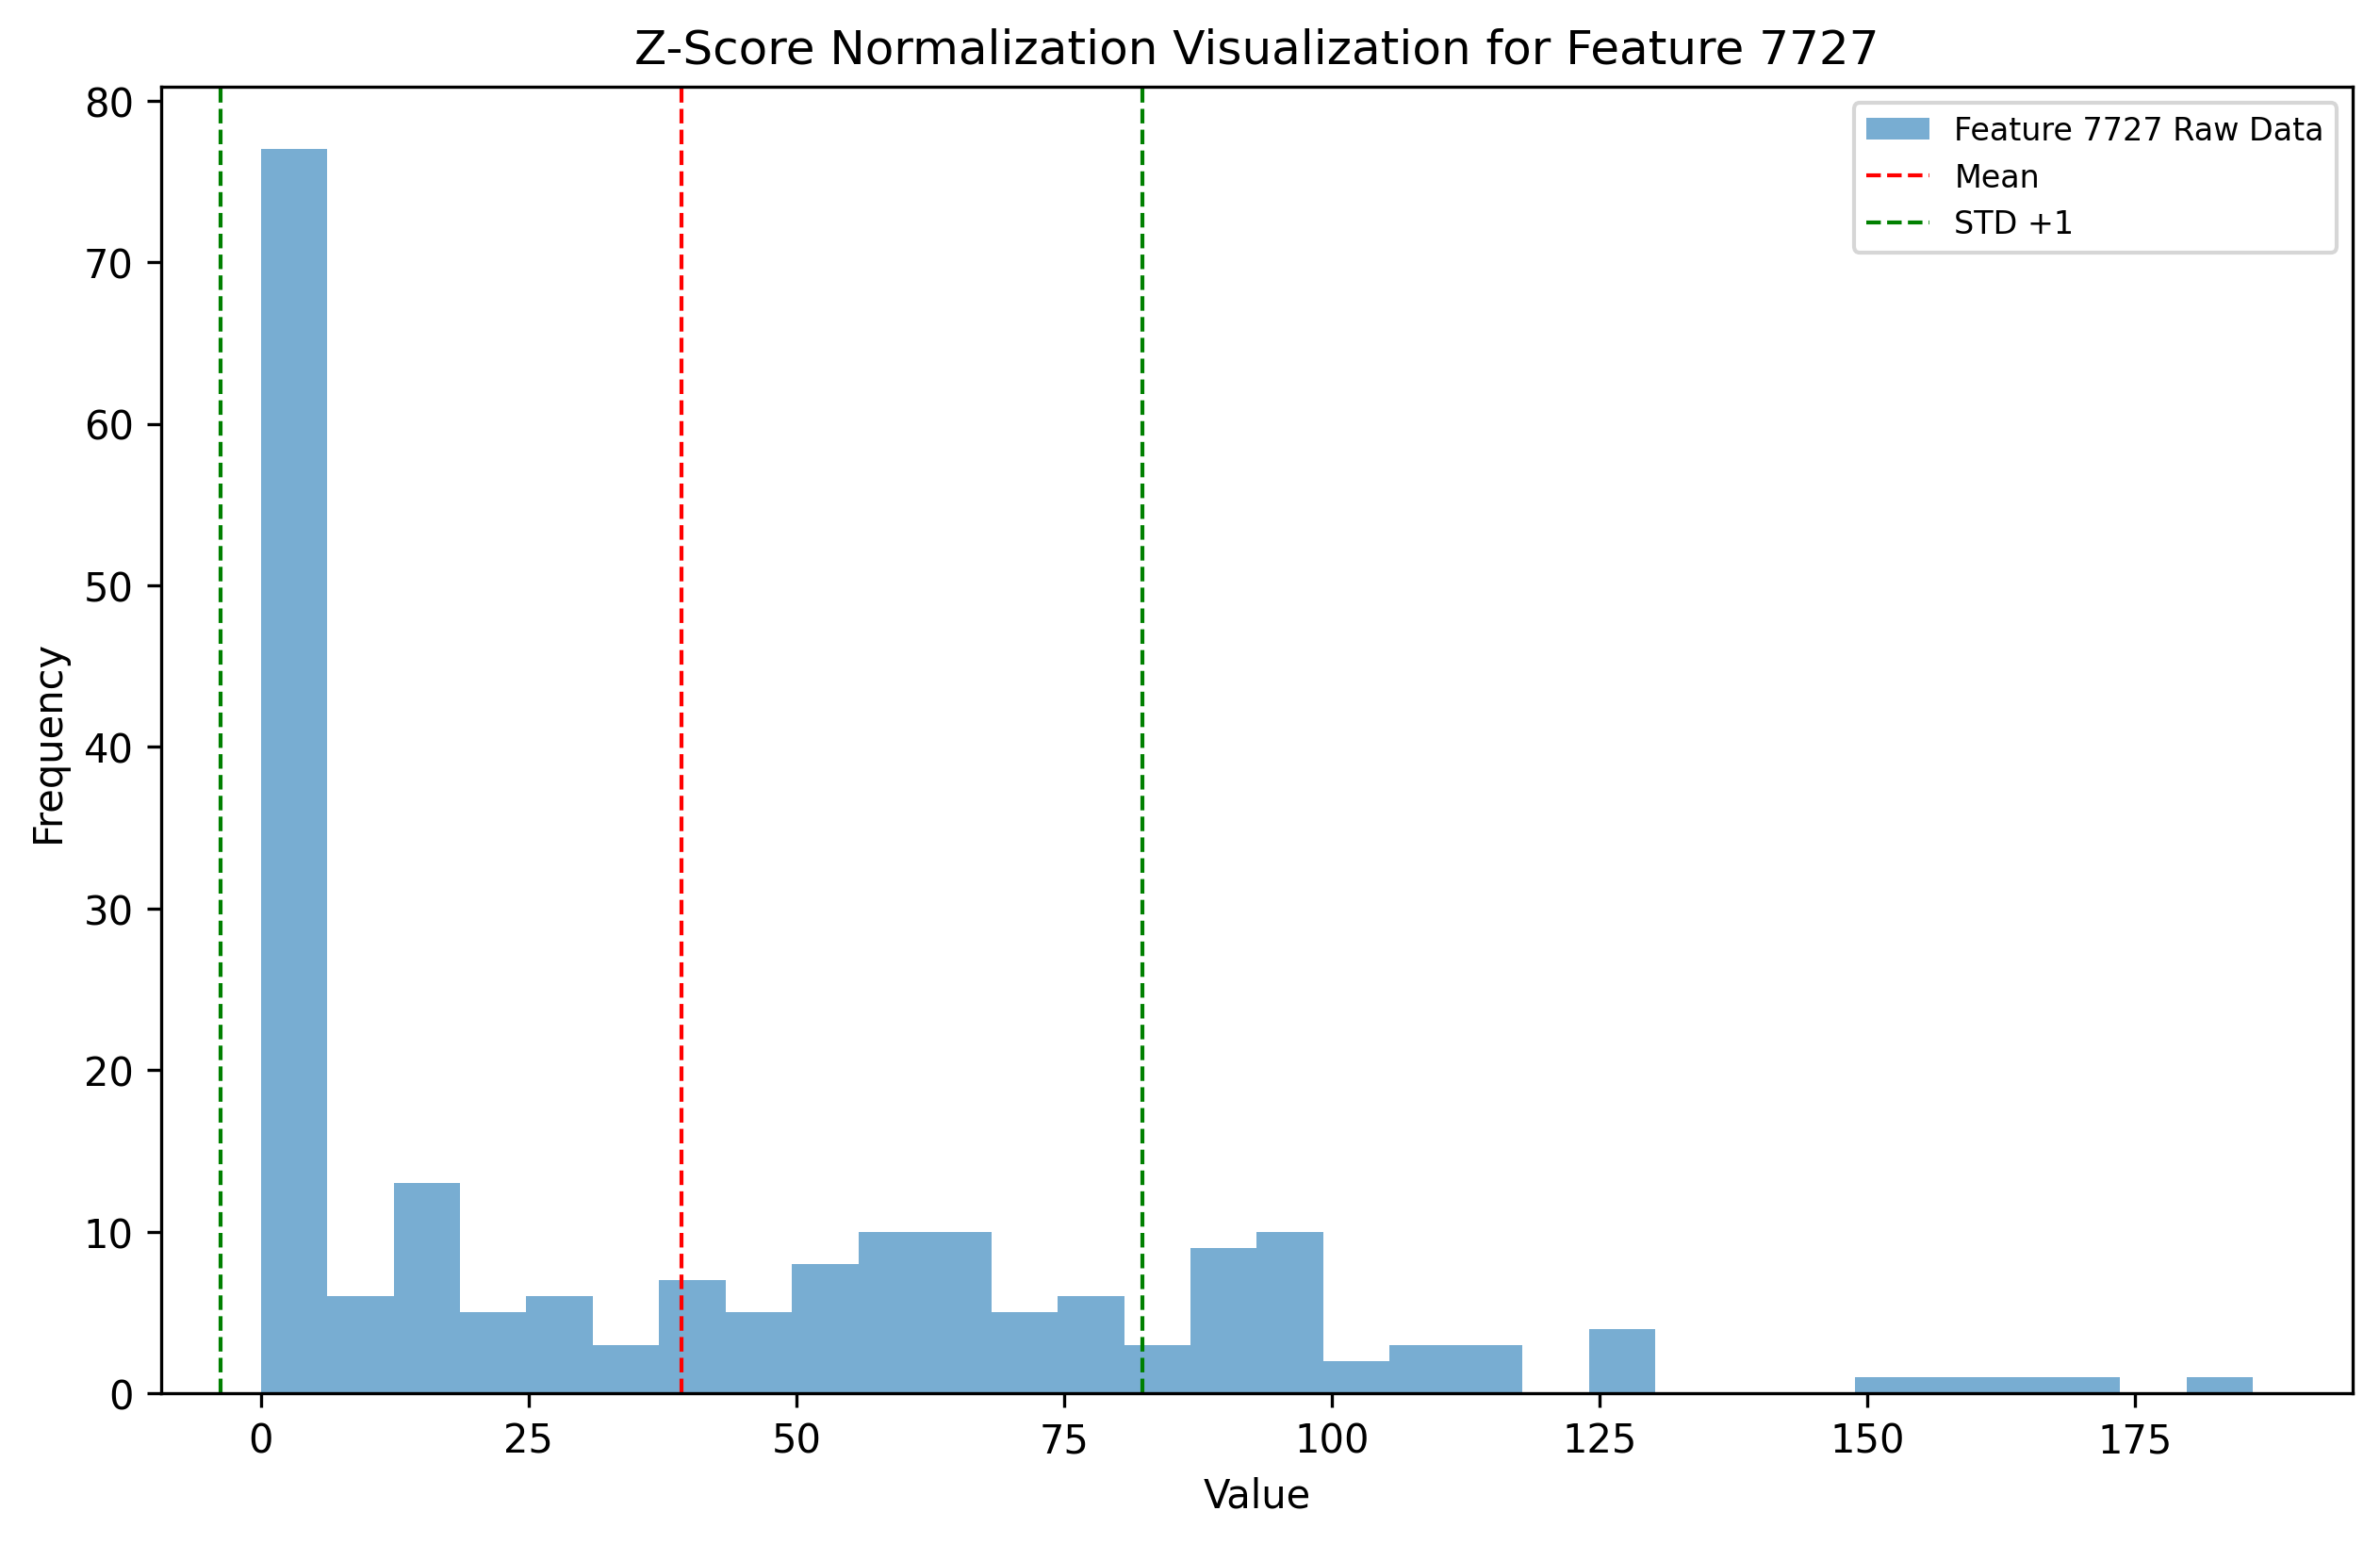 Z-Score Normalization Visualization for Feature 7727
Feature 7727 Raw Data
Mean
STD +1
80
70
60
50
40
30
20
10
0
Frequency
0 25 50 75 100 125 150 175
Value